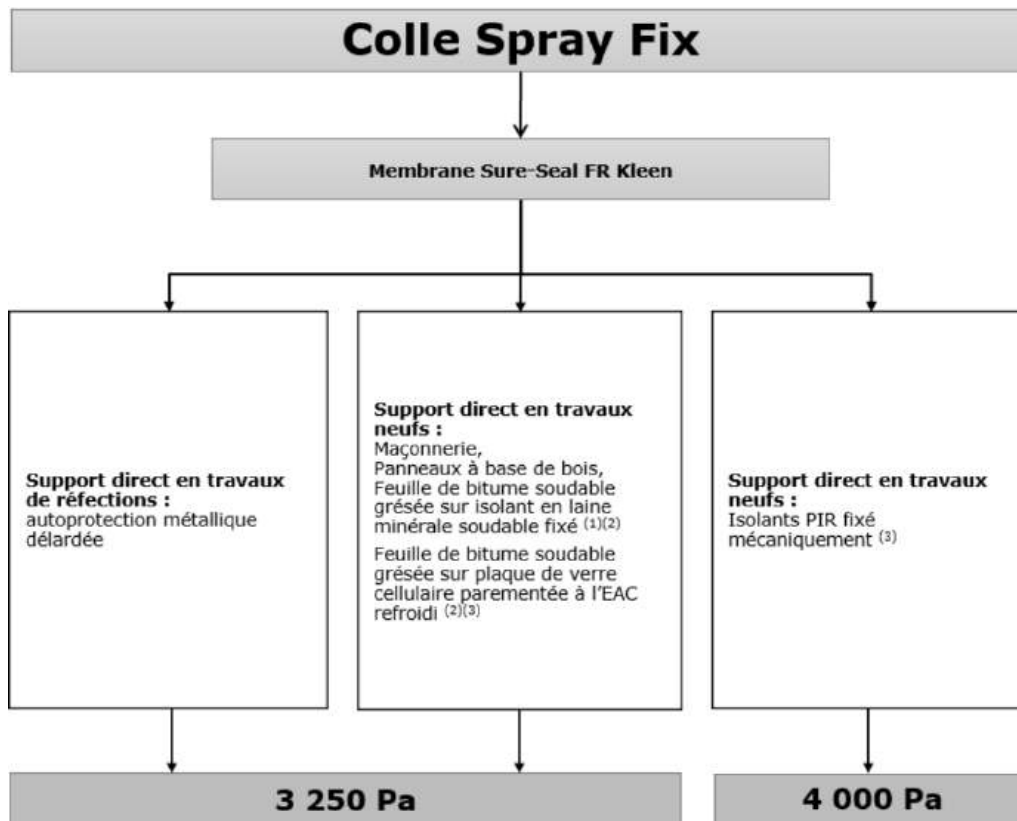 Colle Spray Fix
Membrane Sure-Seal FR Kleen
Support direct en travaux
de réfections :
autoprotection métallique
délardée
Support direct en travaux
neufs :
Maçonnerie,
Panneaux à base de bois,
Feuille de bitume soudable
grésée sur isolant en laine
minérale soudable fixé (1)(2)
Feuille de bitume soudable
grésée sur plaque de verre
cellulaire parementée à l’EAC
refroidi (2)(3)
Support direct en travaux
neufs :
Isolants PIR fixé
mécaniquement (3)
3 250 Pa
4 000 Pa